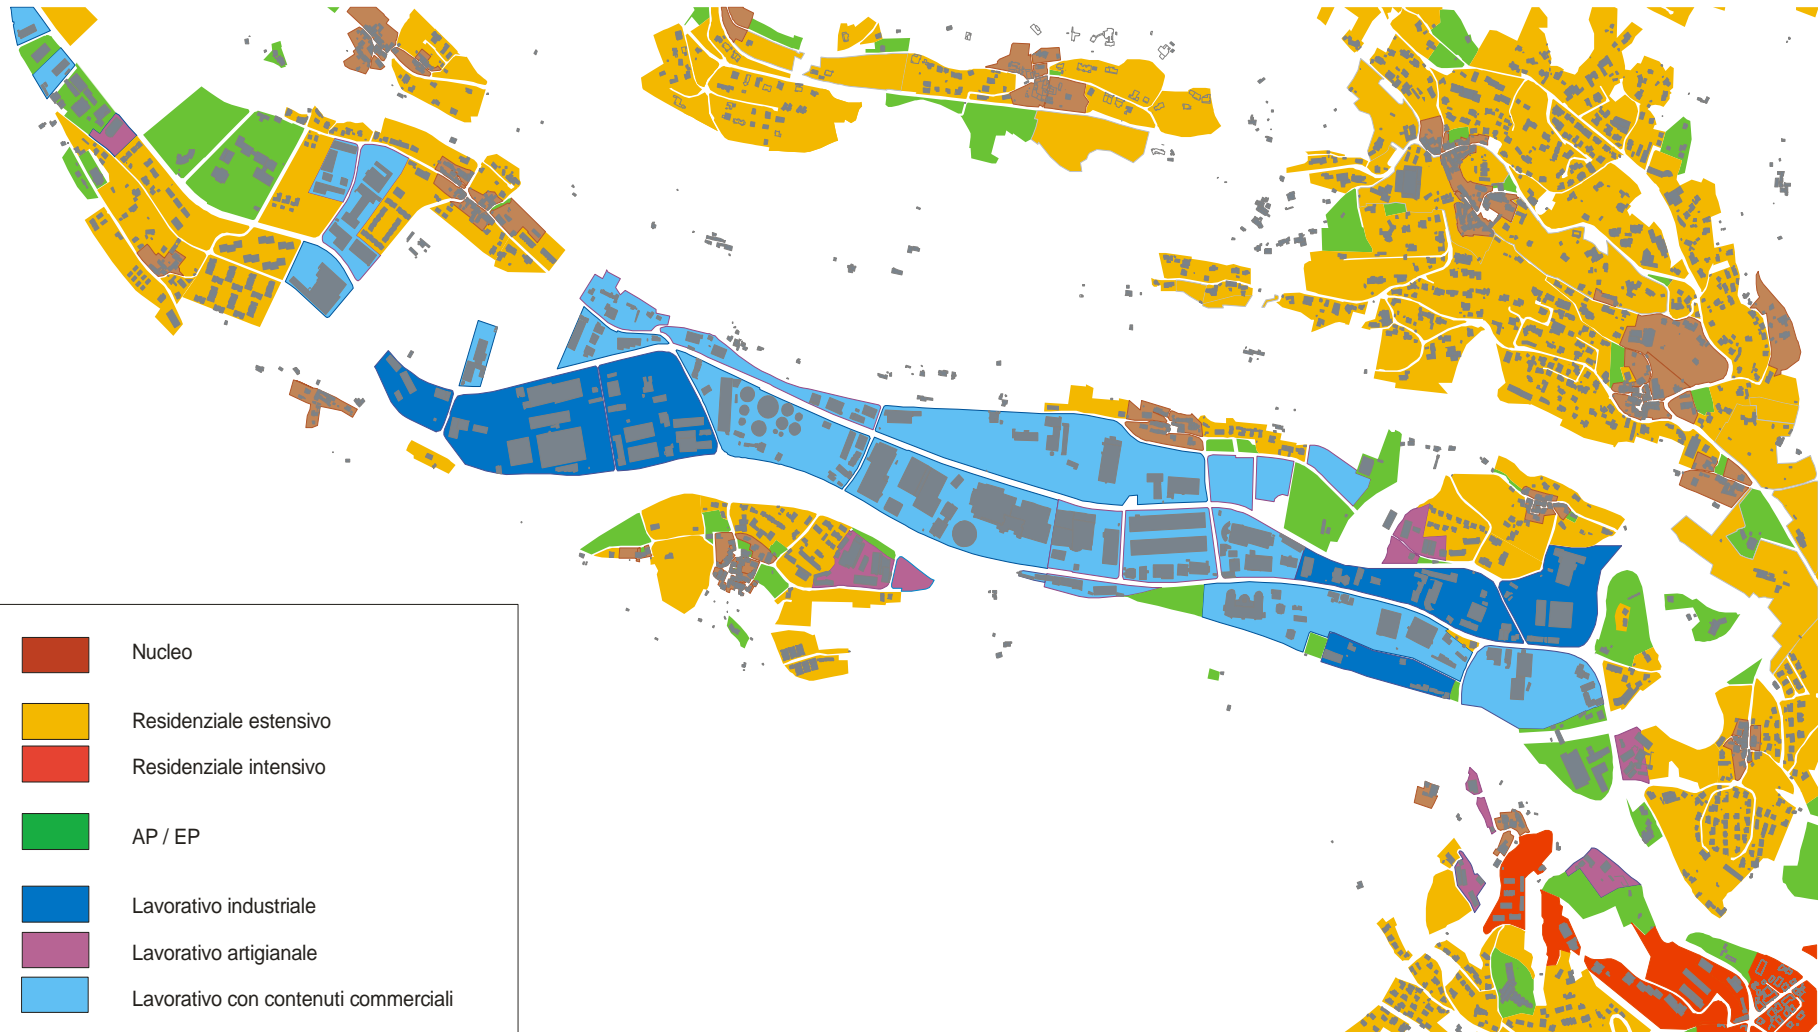 Nucleo
Residenziale estensivo
Residenziale intensivo
AP / EP
Lavorativo industriale
Lavorativo artigianale
Lavorativo con contenuti commerciali